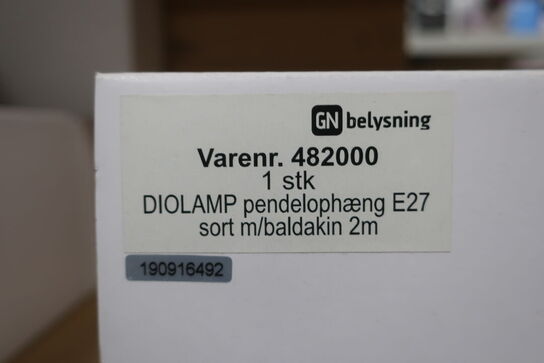 GN belysning
Varenr. 482000
1 stk
DIOLAMP pendelophæng E27
sort m/baldakin 2m
190916492